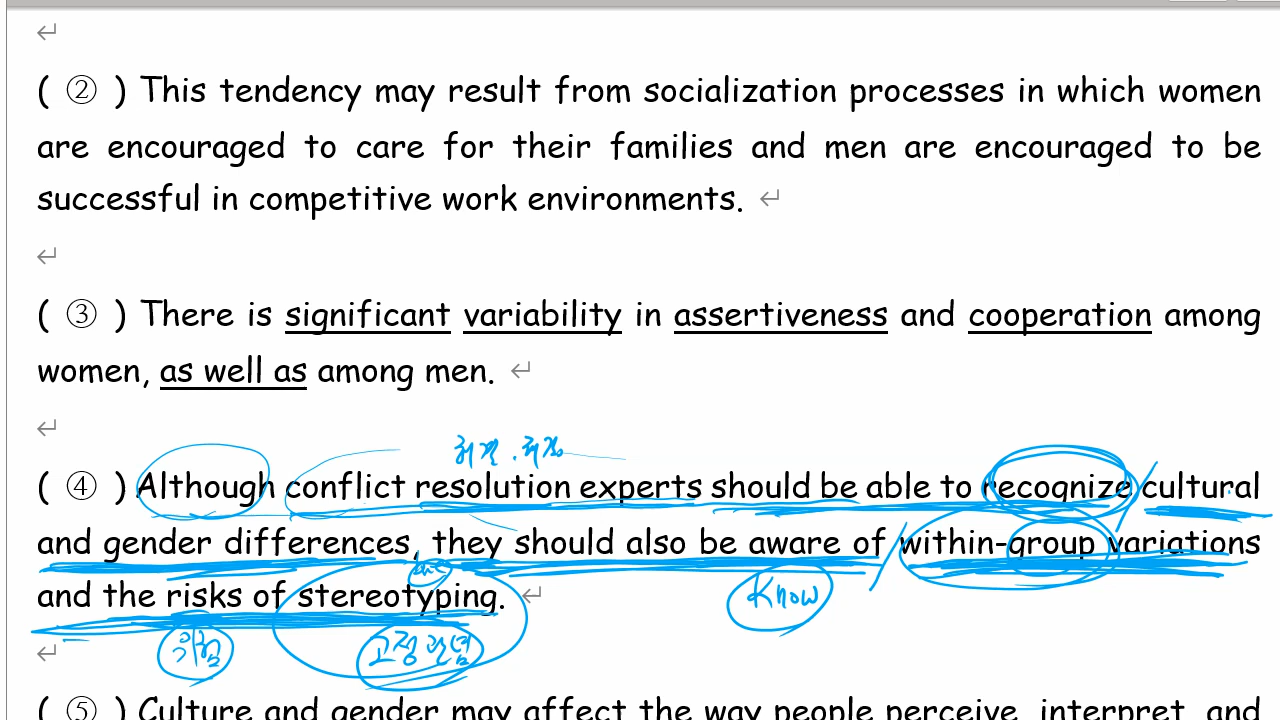 ( ② ) This tendency may result from socialization processes in which women
are encouraged to care for their families and men are encouraged to be
successful in competitive work environments.
( ③ ) There is significant variability in assertiveness and cooperation among
women, as well as among men.
( ④ ) Although conflict resolution experts should be able to recognize cultural
and gender differences, they should also be aware of within-group variations
and the risks of stereotyping.
Know
위험
고정관념
( ⑤ ) Culture and gender may affect the way people perceive, interpret, and